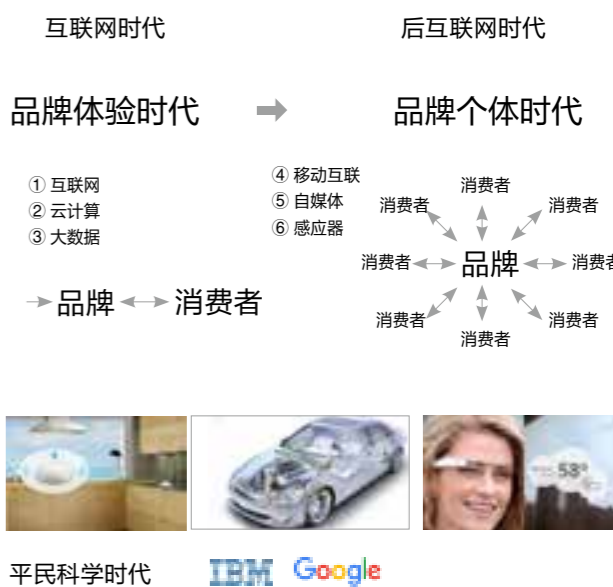 互联网时代
后互联网时代
品牌体验时代
品牌个体时代
① 互联网
② 云计算
③ 大数据
品牌
消费者
④ 移动互联
⑤ 自媒体
⑥ 感应器
消费者
消费者
消费者
消费者
品牌
消费者
消费者
消费者
消费者
53°
平民科学时代
IBM
Google